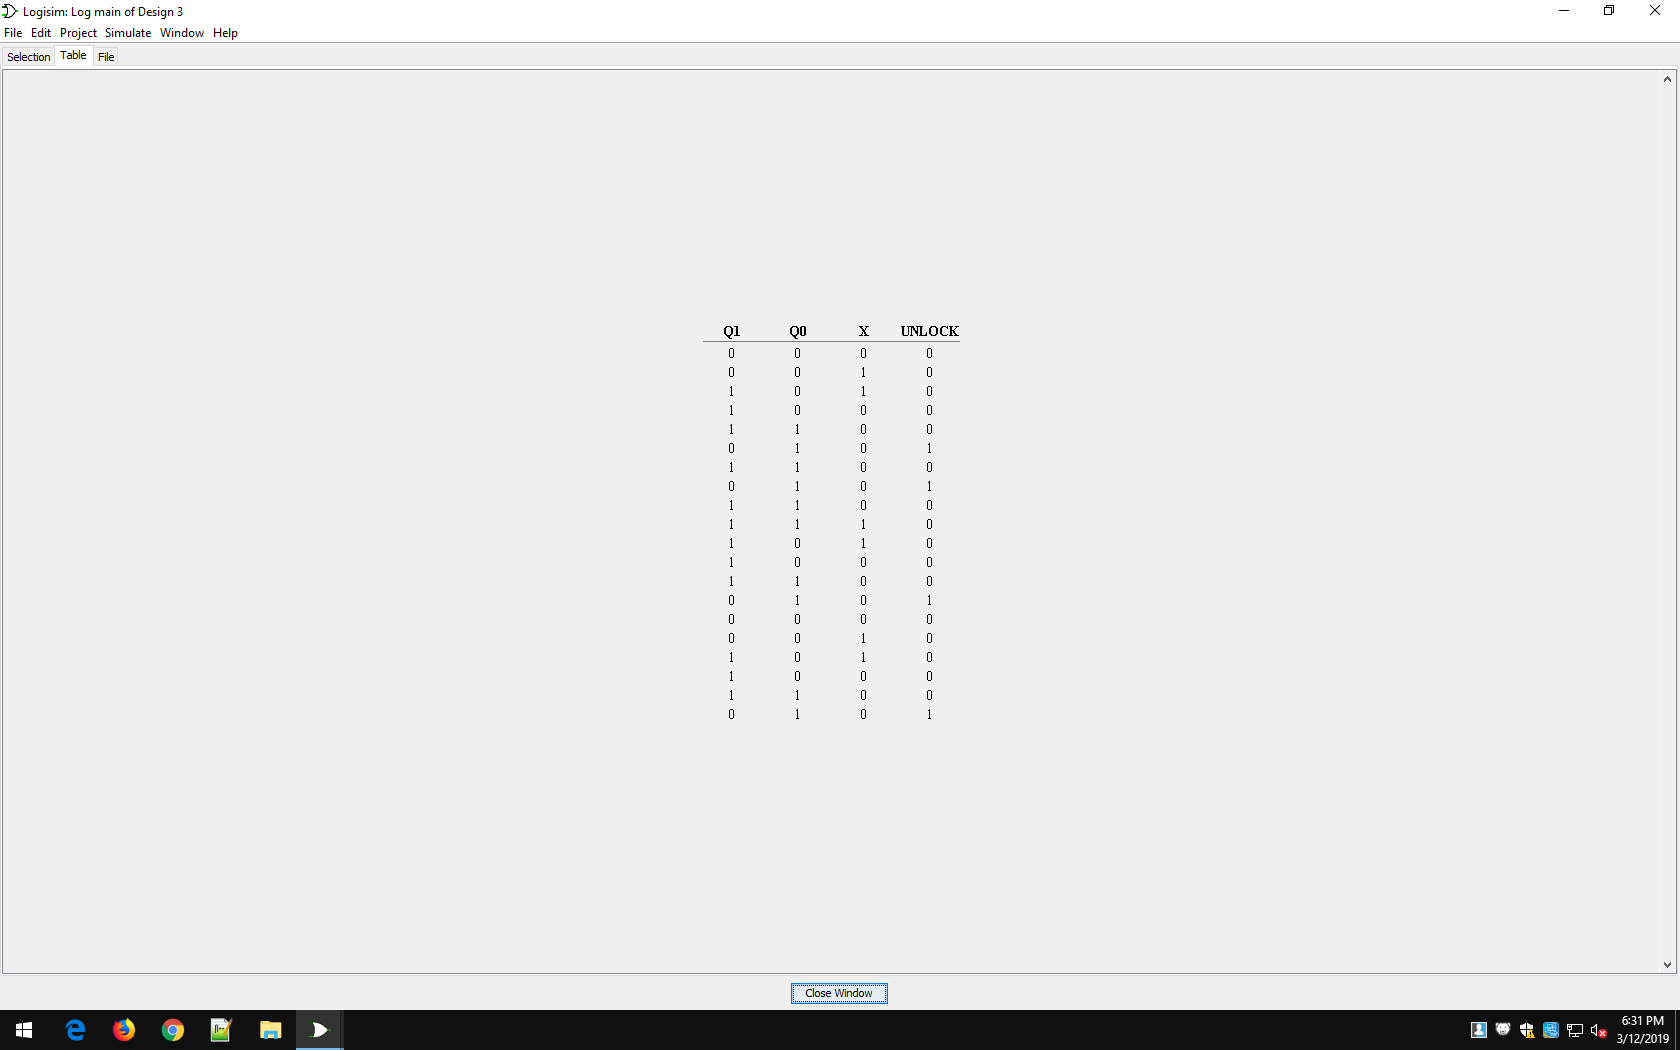 Logisim: Log main of Design 3
File Edit Project Simulate Window Help
Selection Table File
Q1 Q0 X UNLOCK
0 0 0 0
0 0 1 0
1 0 1 0
1 0 0 0
1 1 0 0
0 1 0 1
1 1 0 0
0 1 0 1
1 1 0 0
1 1 1 0
1 0 1 0
1 0 0 0
1 1 0 0
0 1 0 1
0 0 0 0
0 0 1 0
1 0 1 0
1 0 0 0
1 1 0 0
0 1 0 1
Close Window
6:31 PM
3/12/2019